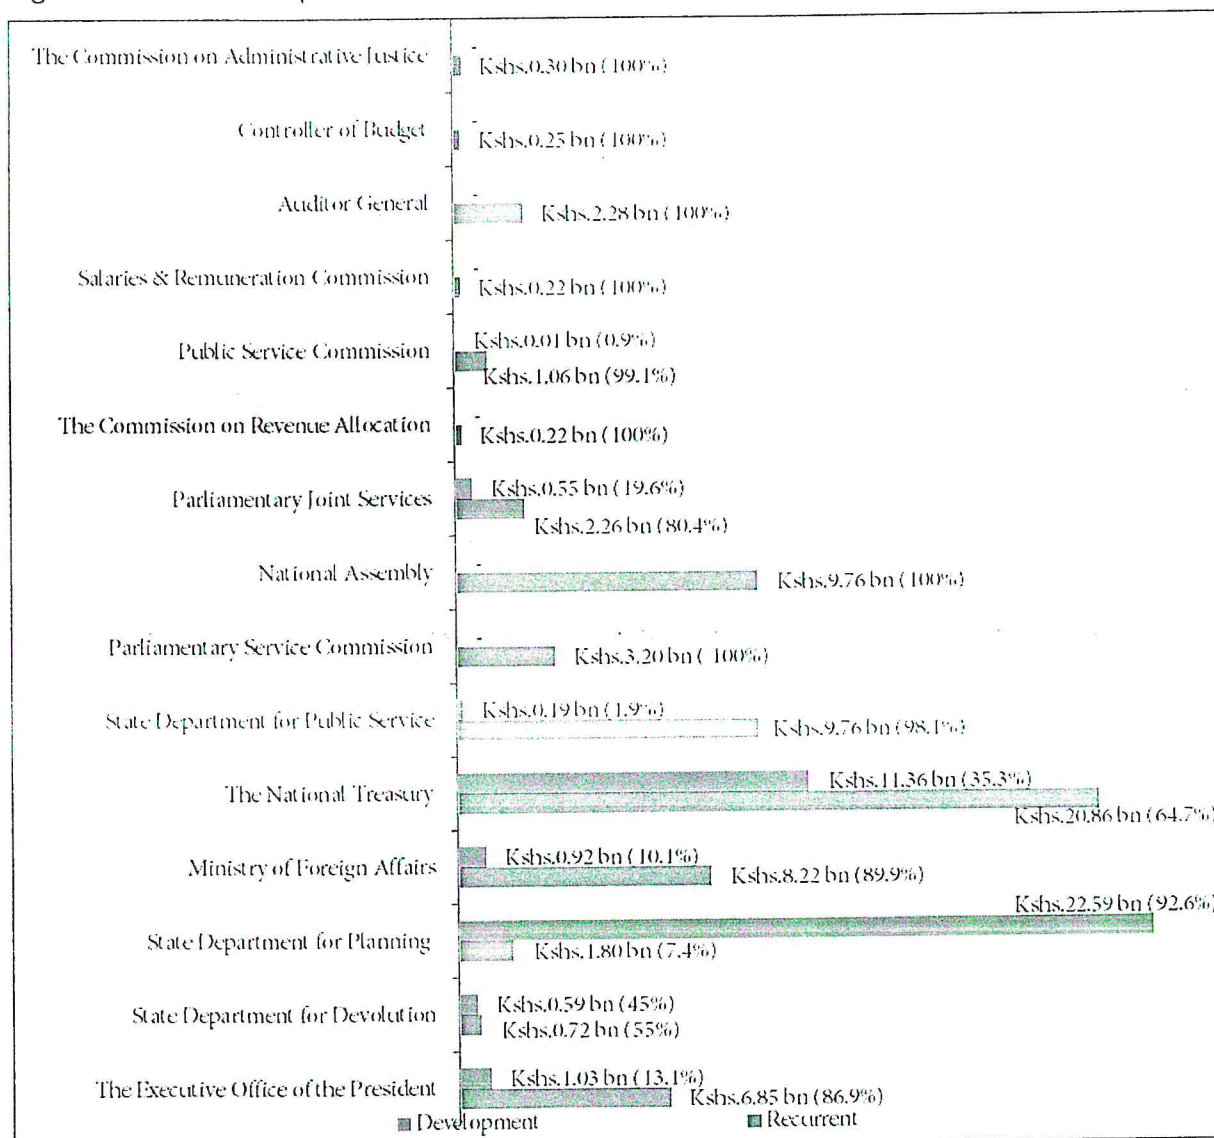 The Commission on Administrative Justice
-
Kshs.0.30 bn (100%)
Controller of Budget
-
Kshs.0.25 bn (100%)
Auditor General
-
Kshs.2.28 bn (100%)
Salaries & Remuneration Commission
-
Kshs.0.22 bn (100%)
Public Service Commission
Kshs.0.01 bn (0.9%)
Kshs.1.06 bn (99.1%)
The Commission on Revenue Allocation
-
Kshs.0.22 bn (100%)
Parliamentary Joint Services
Kshs.0.55 bn (19.6%)
Kshs.2.26 bn (80.4%)
National Assembly
-
Kshs.9.76 bn (100%)
Parliamentary Service Commission
-
Kshs.3.20 bn ( 100%)
State Department for Public Service
Kshs.0.19 bn (1.9%)
Kshs.9.76 bn (98.1%)
The National Treasury
Kshs.11.36 bn (35.3%)
Kshs.20.86 bn (64.7%)
Ministry of Foreign Affairs
Kshs.0.92 bn (10.1%)
Kshs.8.22 bn (89.9%)
State Department for Planning
Kshs.22.59 bn (92.6%)
Kshs.1.80 bn (7.4%)
State Department for Devolution
Kshs.0.59 bn (45%)
Kshs.0.72 bn (55%)
The Executive Office of the President
Kshs.1.03 bn (13.1%)
Kshs.6.85 bn (86.9%)
Development
Recurrent